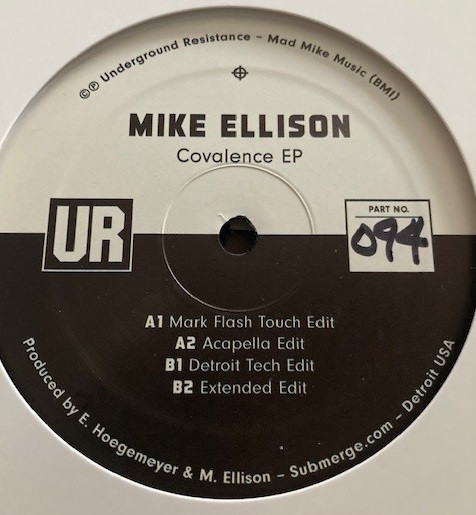 ©℗ Underground Resistance - Mad Mike Music (BMI)
MIKE ELLISON
Covalence EP
UR
PART NO.
094
A1 Mark Flash Touch Edit
A2 Acapella Edit
B1 Detroit Tech Edit
B2 Extended Edit
Produced by E. Hoegemeyer & M. Ellison - Submerge.com - Detroit USA